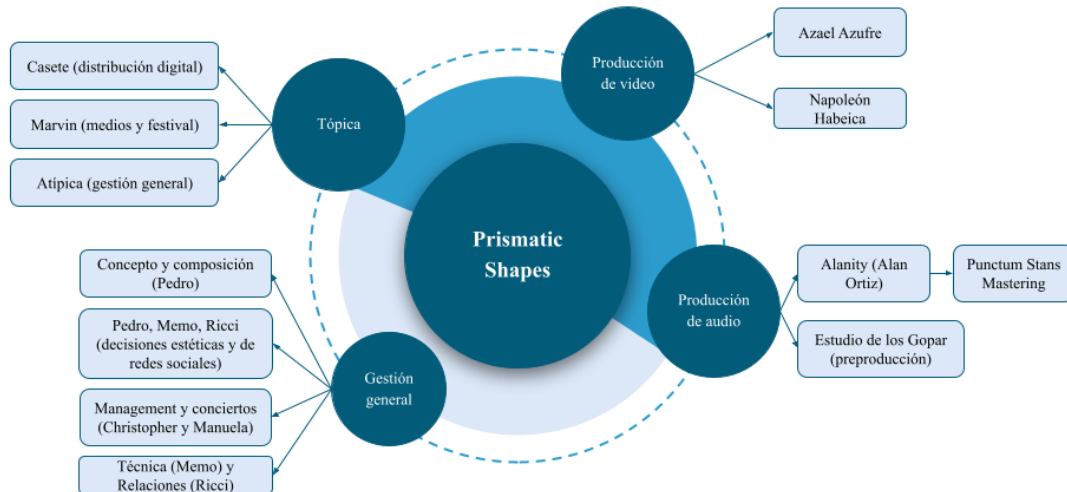 Casete (distribución digital)
Marvin (medios y festival)
Atípica (gestión general)
Tópica
Producción
de video
Azael Azufre
Napoleón
Habeica
Prismatic
Shapes
Concepto y composición
(Pedro)
Pedro, Memo, Ricci
(decisiones estéticas y de
redes sociales)
Management y conciertos
(Christopher y Manuela)
Técnica (Memo) y
Relaciones (Ricci)
Gestión
general
Producción
de audio
Alanity (Alan
Ortiz)
Punctum Stans
Mastering
Estudio de los Gopar
(preproducción)